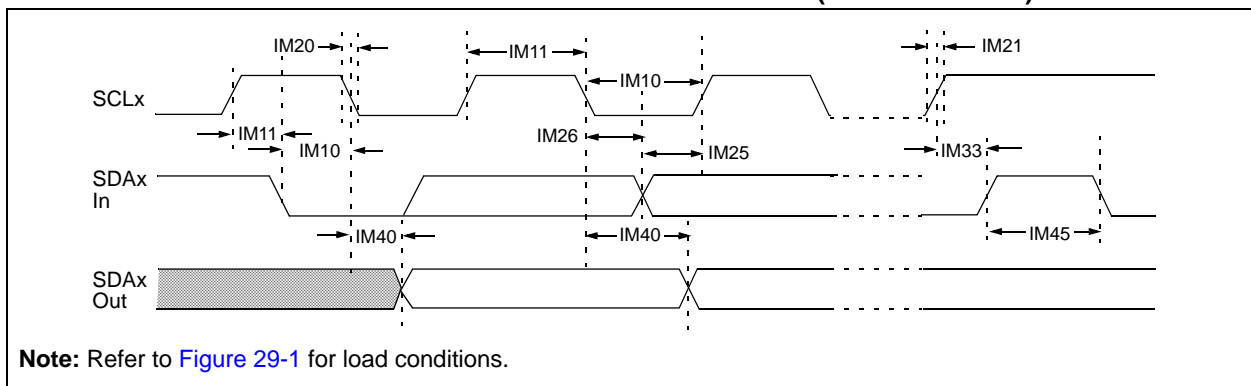 IM20
IM11
IM10
IM21
SCLx
IM11
IM10
IM26
IM25
IM33
SDAx
In
IM40
IM40
IM45
SDAx
Out
Note: Refer to Figure 29-1 for load conditions.